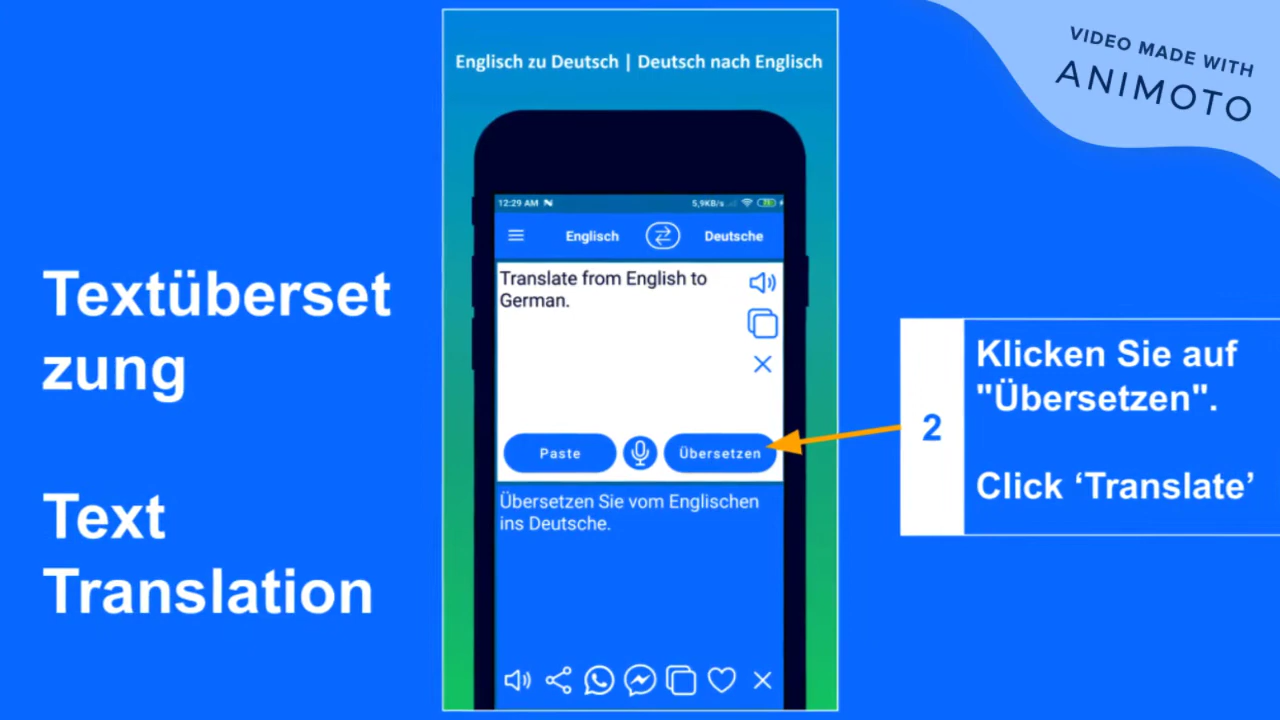 VIDEO MADE WITH
ANIMOTO
Englisch zu Deutsch | Deutsch nach Englisch
12:29 AM
5,9KB/s
Englisch
Deutsche
Translate from English to
German.
Paste
Übersetzen
Übersetzen Sie vom Englischen
ins Deutsche.
Textüberset
zung
Text
Translation
2
Klicken Sie auf
"Übersetzen".
Click ‘Translate’